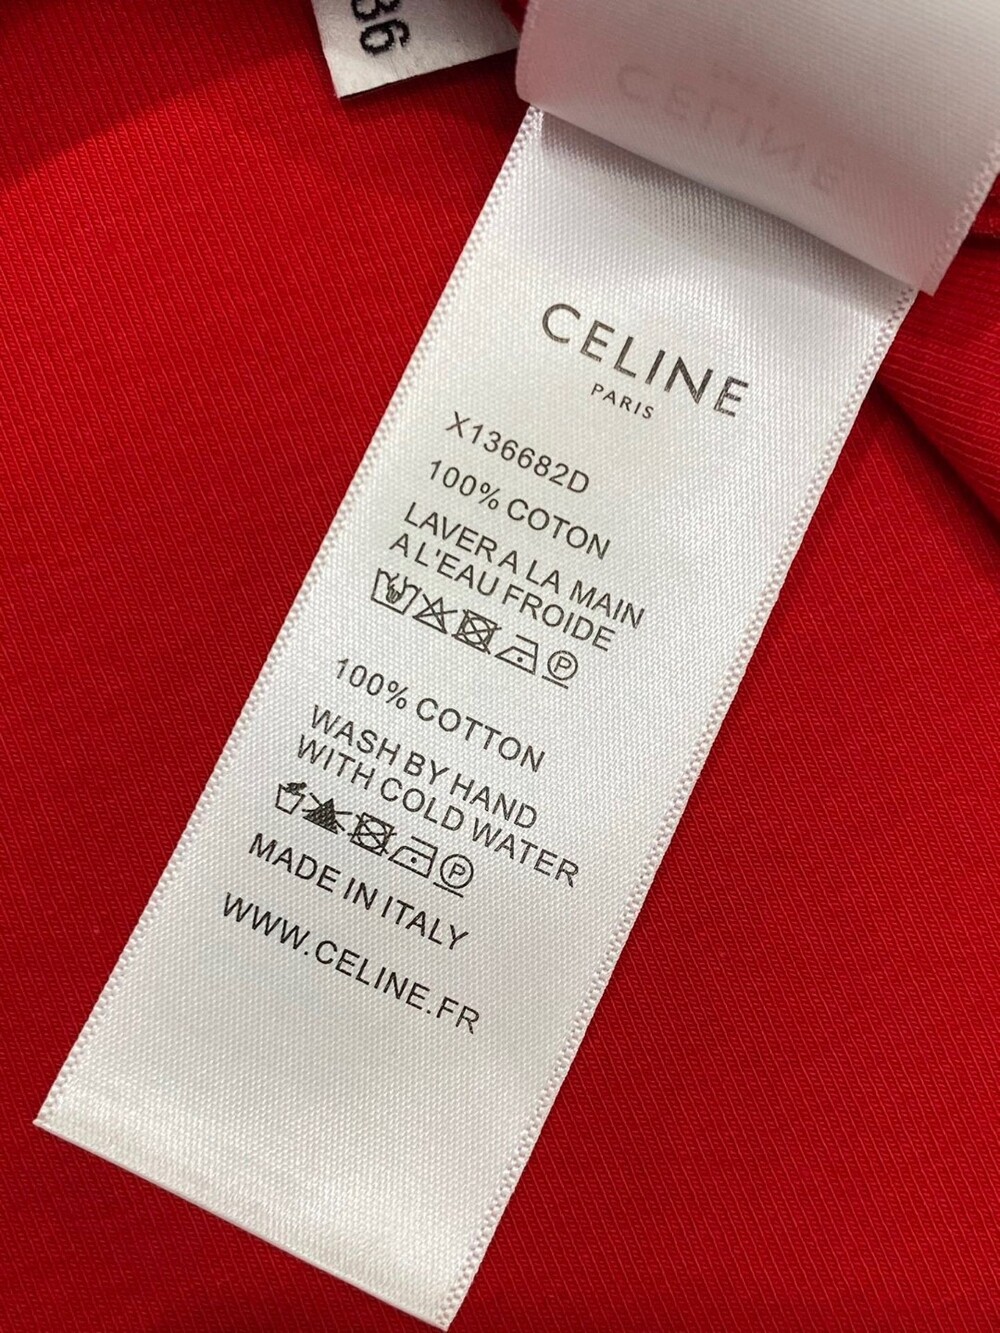 36
CELINE
CELINE
PARIS
X136682D
100% COTON
LAVER A LA MAIN
A L'EAU FROIDE
P
100% COTTON
WASH BY HAND
WITH COLD WATER
P
MADE IN ITALY
WWW.CELINE.FR